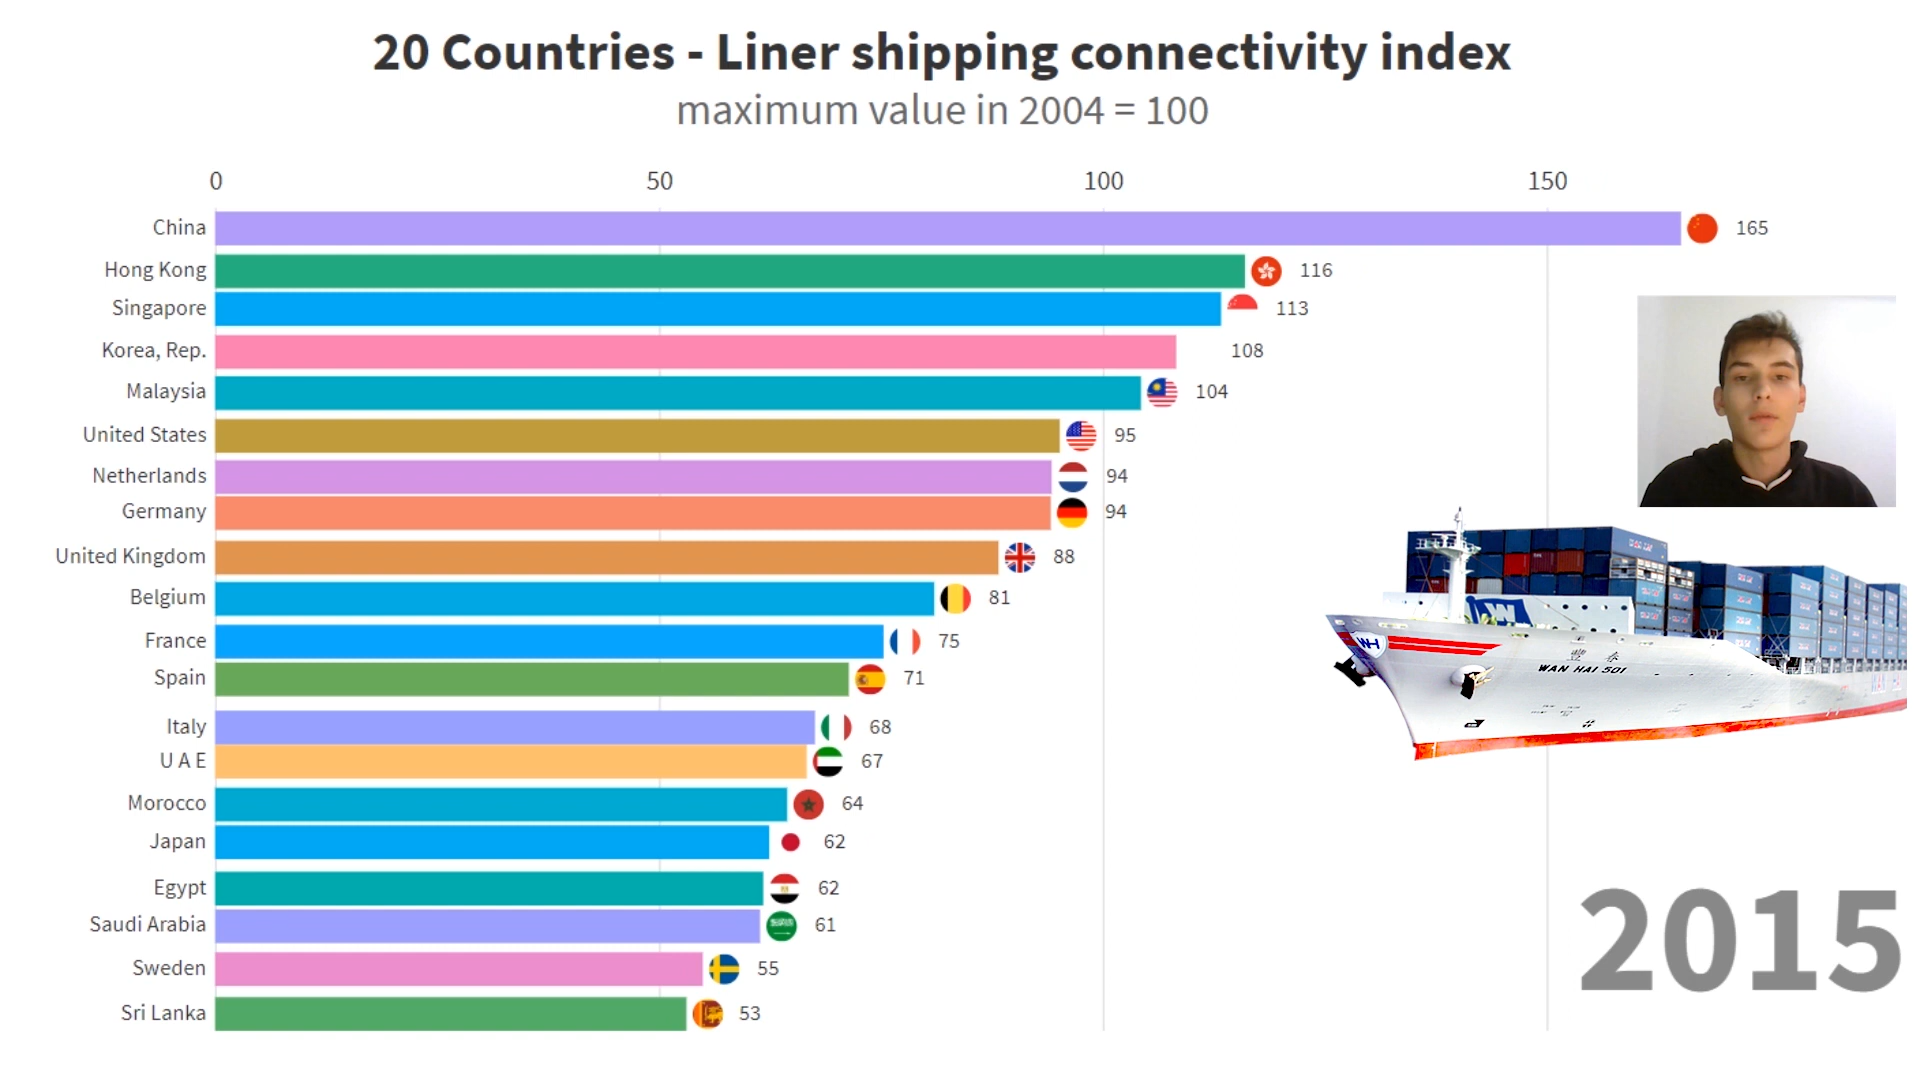 20 Countries - Liner shipping connectivity index
maximum value in 2004 = 100
0 50 100 150
China 165
Hong Kong 116
Singapore 113
Korea, Rep. 108
Malaysia 104
United States 95
Netherlands 94
Germany 94
United Kingdom 88
Belgium 81
France 75
Spain 71
Italy 68
U A E 67
Morocco 64
Japan 62
Egypt 62
Saudi Arabia 61
Sweden 55
Sri Lanka 53
W
WH
豐 春
WAN HAI 501
2015